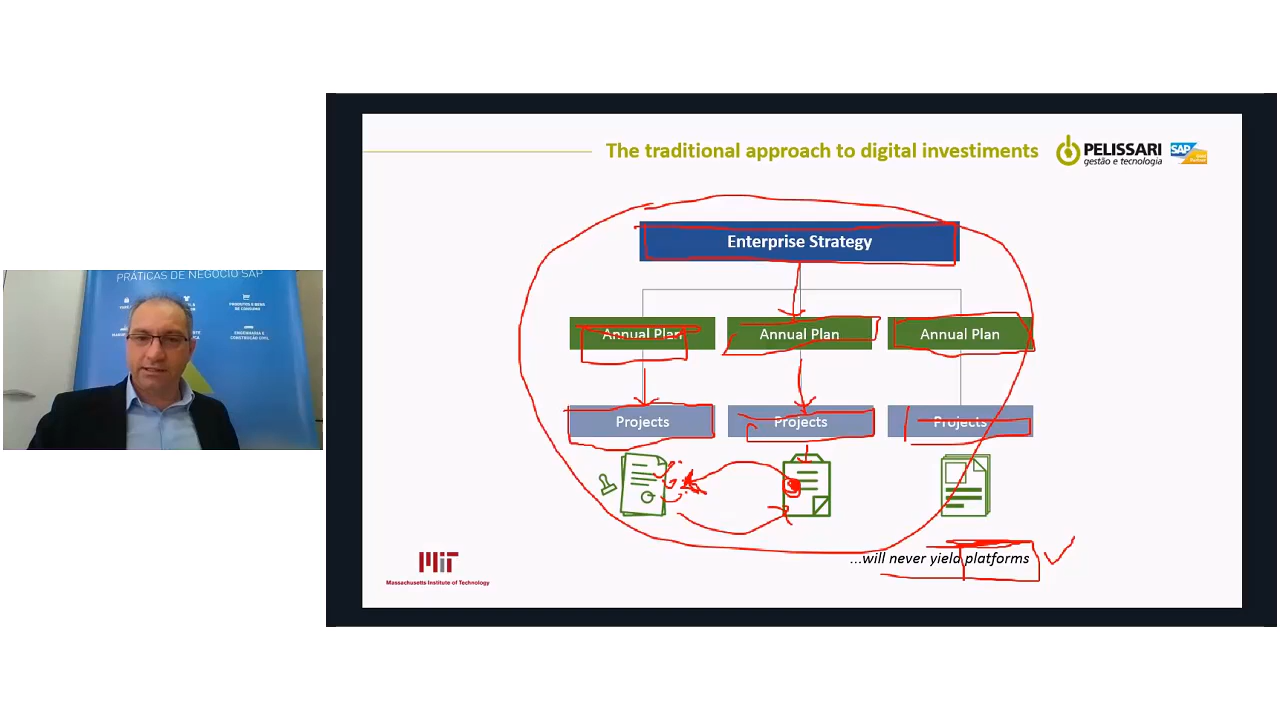 The traditional approach to digital investiments
PELISSARI
gestão e tecnologia
SAP
Enterprise Strategy
Annual Plan
Annual Plan
Annual Plan
Projects
Projects
Projects
...will never yield platforms
MIT
Massachusetts Institute of Technology
PRÁTICAS DE NEGÓCIO SAP
PRODUTOS E BENS
DE CONSUMO
ENGENHARIA E
CONSTRUÇÃO CIVIL